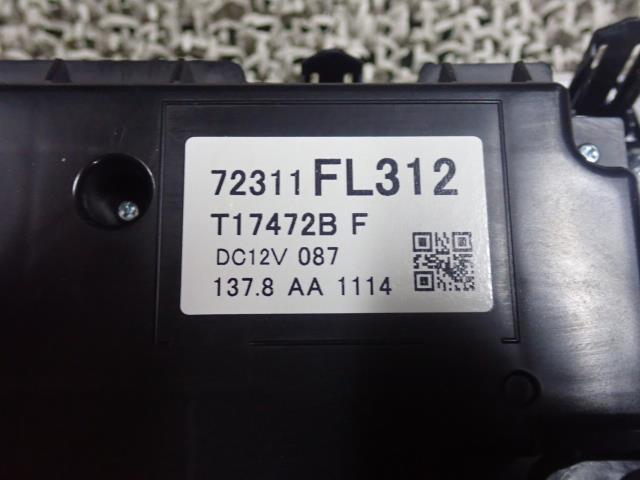 72311 FL312
T17472B F
DC12V 087
137.8 AA 1114